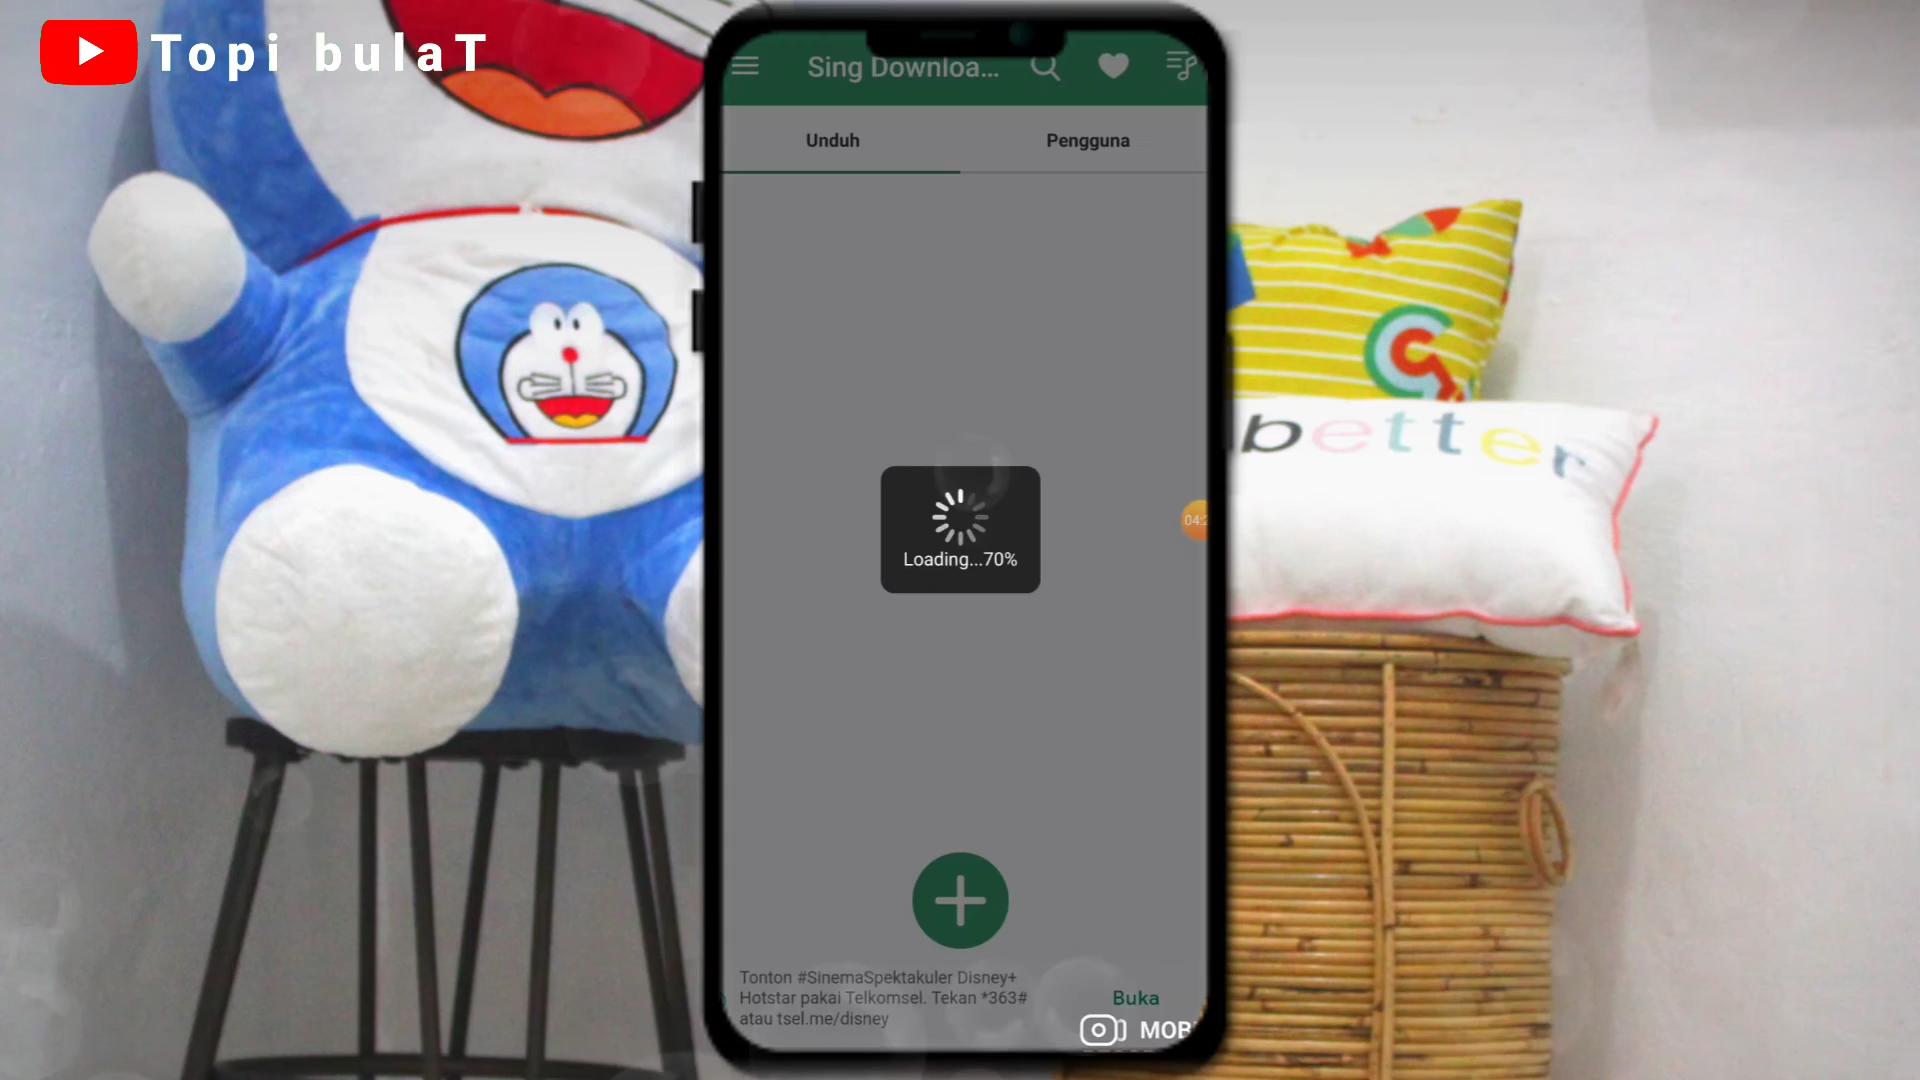 Topi bulaT
Sing Downloa...
Unduh
Pengguna
better
Loading...70%
Tonton #SinemaSpektakuler Disney+
Hotstar pakai Telkomsel. Tekan *363#
atau tsel.me/disney
Buka